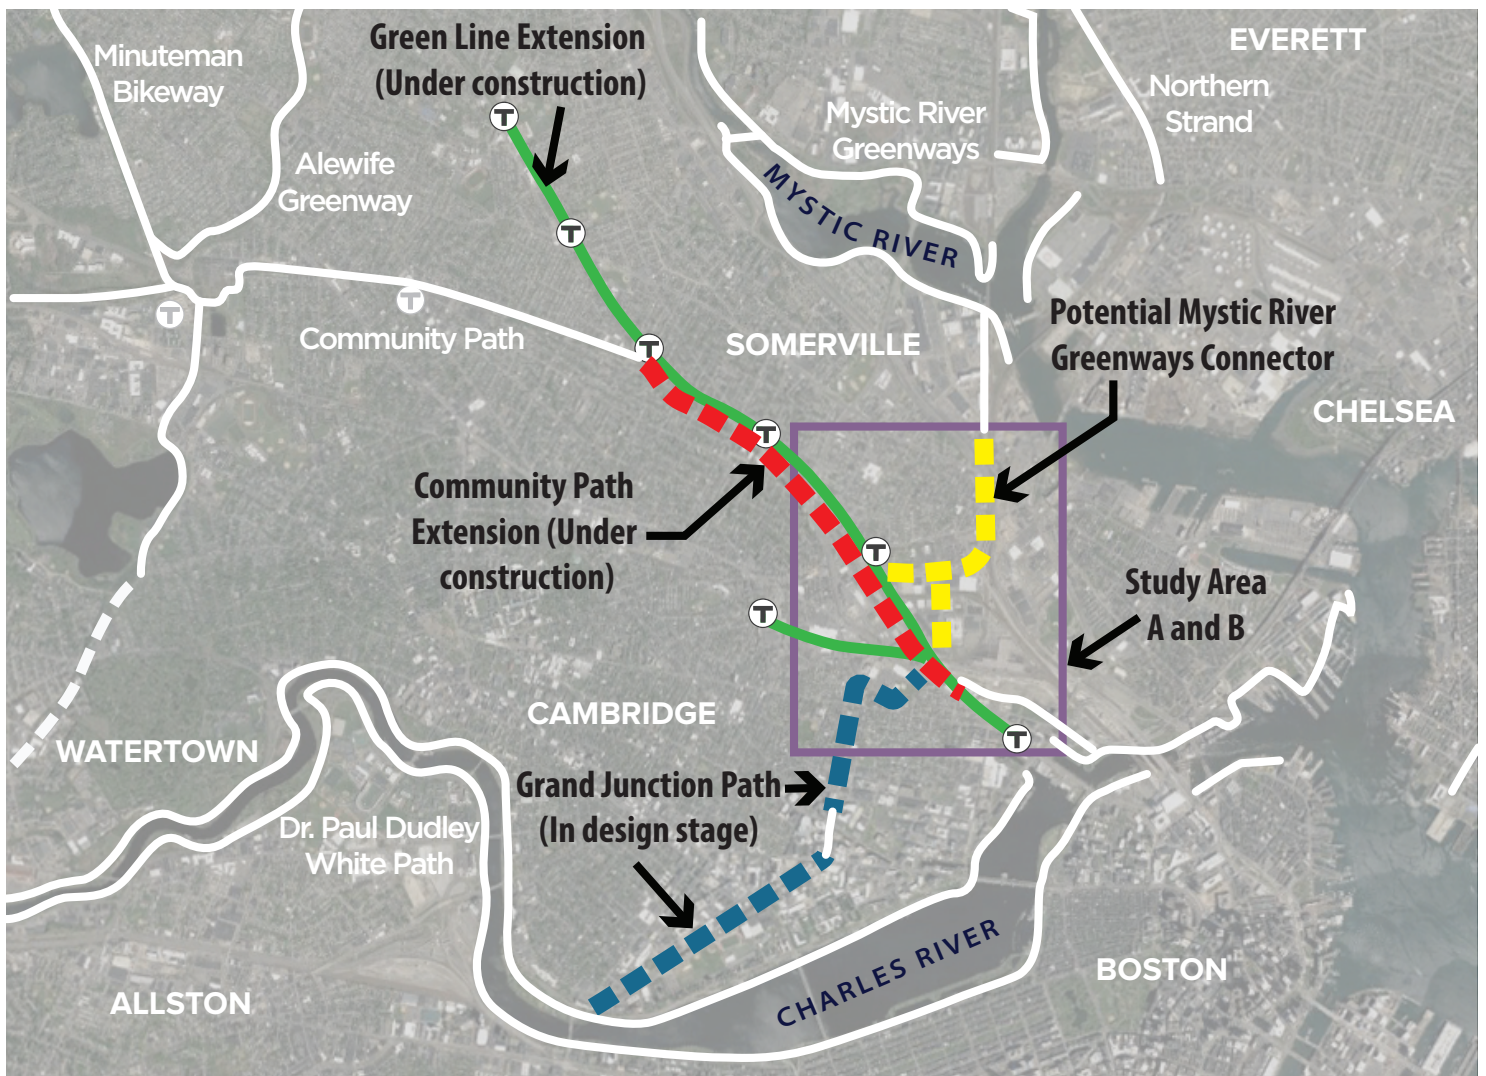 Green Line Extension
(Under construction)
EVERETT
Minuteman
Bikeway
Northern
Strand
Mystic River
Greenways
Alewife
Greenway
MYSTIC RIVER
T
T
T
T
T
T
T
T
T
Community Path
SOMERVILLE
Potential Mystic River
Greenways Connector
CHELSEA
Community Path
Extension (Under
construction)
Study Area
A and B
CAMBRIDGE
WATERTOWN
Grand Junction Path
(In design stage)
Dr. Paul Dudley
White Path
CHARLES RIVER
BOSTON
ALLSTON